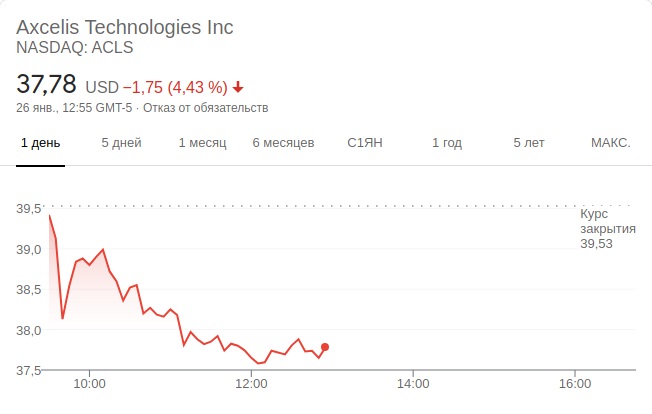 Axcelis Technologies Inc
NASDAQ: ACLS
37,78 USD −1,75 (4,43 %)
26 янв., 12:55 GMT-5 · Отказ от обязательств
1 день 5 дней 1 месяц 6 месяцев С1ЯН 1 год 5 лет МАКС.
39,5
Курс
закрытия
39,53
39,0
38,5
38,0
37,5
10:00 12:00 14:00 16:00